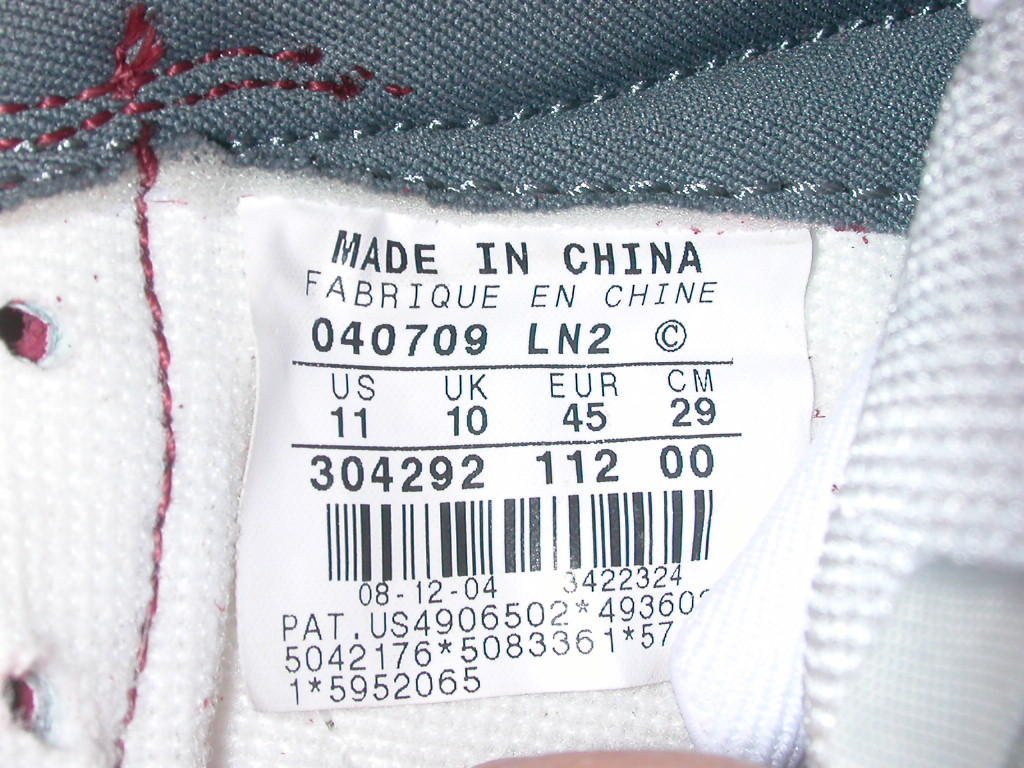 MADE IN CHINA
FABRIQUE EN CHINE
040709 LN2 ©
US UK EUR CM
11 10 45 29
304292 112 00
08-12-04 3422324
PAT.US4906502*49360
5042176*5083361*57
1*5952065